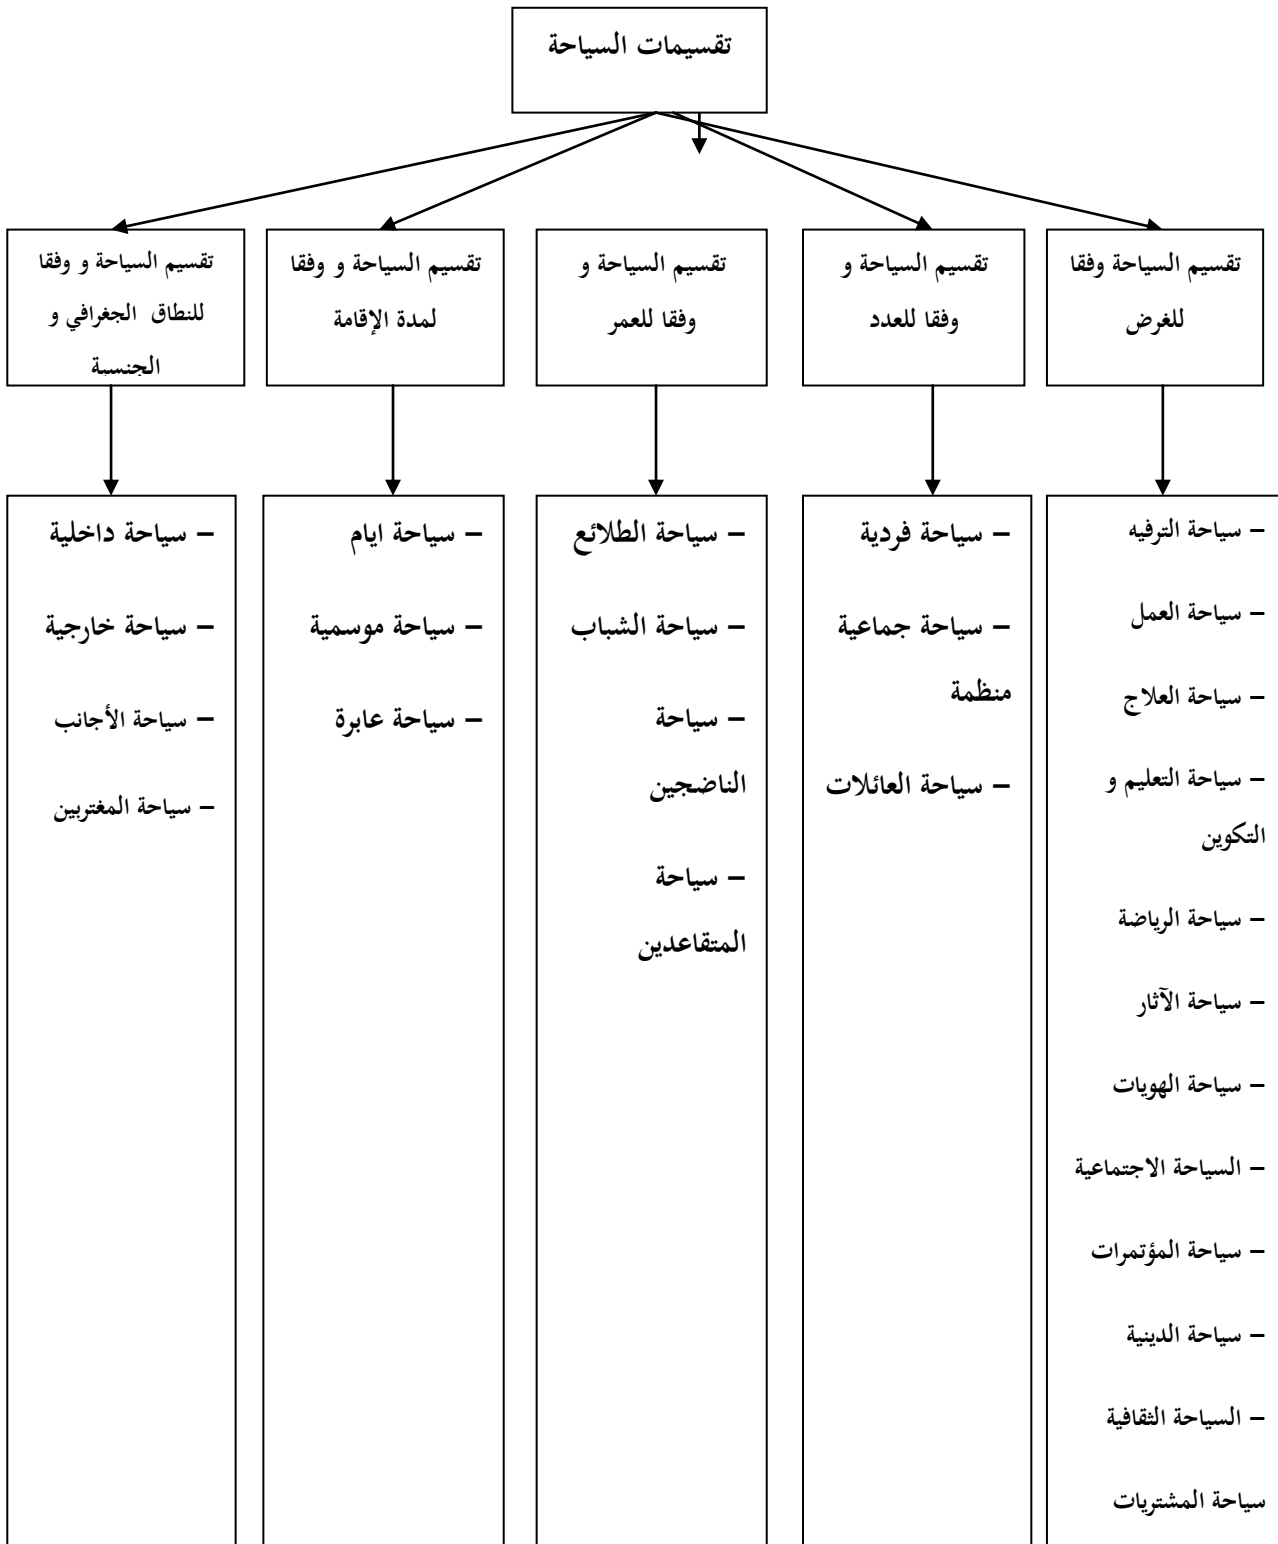 تقسيمات السياحة
تقسيم السياحة وفقا
للغرض
تقسيم السياحة و
وفقا للعدد
تقسيم السياحة و
وفقا للعمر
تقسيم السياحة و وفقا
لمدة الإقامة
تقسيم السياحة و وفقا
للنطاق الجغرافي و
الجنسية
– سياحة الترفيه
– سياحة العمل
– سياحة العلاج
– سياحة التعليم و
التكوين
– سياحة الرياضة
– سياحة الآثار
– سياحة الهويات
– السياحة الاجتماعية
– سياحة المؤتمرات
– سياحة الدينية
– السياحة الثقافية
سياحة المشتريات
– سياحة فردية
– سياحة جماعية
منظمة
– سياحة العائلات
– سياحة الطلائع
– سياحة الشباب
– سياحة
الناضجين
– سياحة
المتقاعدين
– سياحة ايام
– سياحة موسمية
– سياحة عابرة
– سياحة داخلية
– سياحة خارجية
– سياحة الأجانب
– سياحة المغتربين